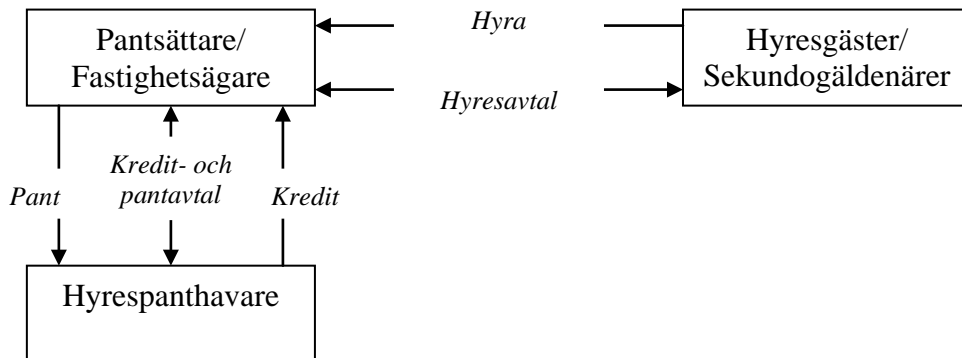 Pantsättare/
Fastighetsägare
Hyra
Hyresgäster/
Sekundogäldenärer
Hyresavtal
Pant
Kredit- och
pantavtal
Kredit
Hyrespanthavare